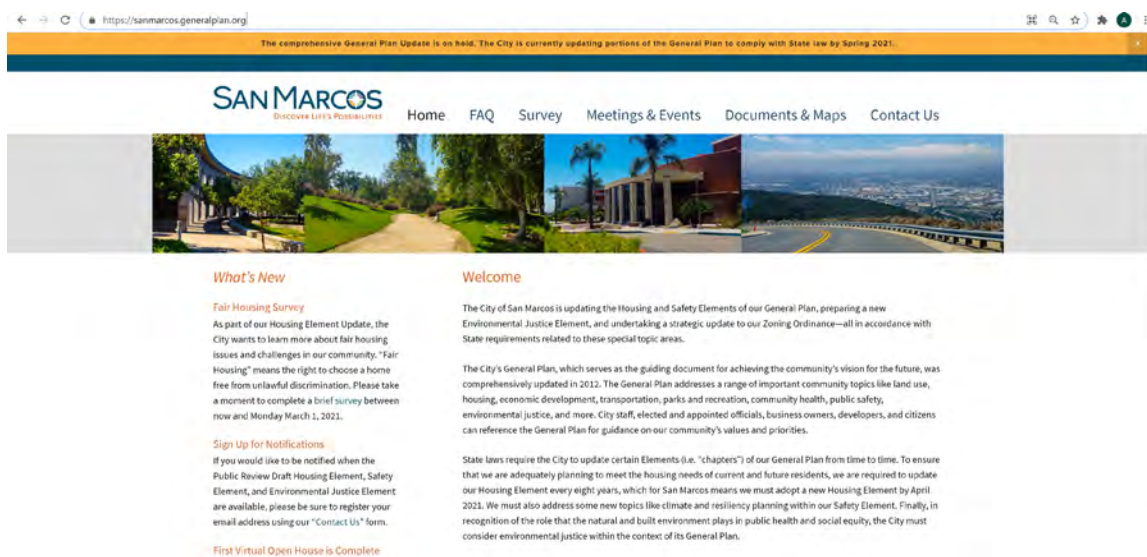 https://sanmarcos.generalplan.org
The comprehensive General Plan Update is on hold. The City is currently updating portions of the General Plan to comply with State law by Spring 2021.
SAN MARCOS
DISCOVER LIFE'S POSSIBILITIES
Home FAQ Survey Meetings & Events Documents & Maps Contact Us
What's New
Fair Housing Survey
As part of our Housing Element Update, the
City wants to learn more about fair housing
issues and challenges in our community. "Fair
Housing" means the right to choose a home
free from unlawful discrimination. Please take
a moment to complete a brief survey between
now and Monday March 1, 2021.
Sign Up for Notifications
If you would like to be notified when the
Public Review Draft Housing Element, Safety
Element, and Environmental Justice Element
are available, please be sure to register your
email address using our "Contact Us" form.
First Virtual Open House is Complete
Welcome
The City of San Marcos is updating the Housing and Safety Elements of our General Plan, preparing a new
Environmental Justice Element, and undertaking a strategic update to our Zoning Ordinance—all in accordance with
State requirements related to these special topic areas.
The City's General Plan, which serves as the guiding document for achieving the community's vision for the future, was
comprehensively updated in 2012. The General Plan addresses a range of important community topics like land use,
housing, economic development, transportation, parks and recreation, community health, public safety,
environmental justice, and more. City staff, elected and appointed officials, business owners, developers, and citizens
can reference the General Plan for guidance on our community's values and priorities.
State laws require the City to update certain Elements (i.e. "chapters") of our General Plan from time to time. To ensure
that we are adequately planning to meet the housing needs of current and future residents, we are required to update
our Housing Element every eight years, which for San Marcos means we must adopt a new Housing Element by April
2021. We must also address some new topics like climate and resiliency planning within our Safety Element. Finally, in
recognition of the role that the natural and built environment plays in public health and social equity, the City must
consider environmental justice within the context of its General Plan.